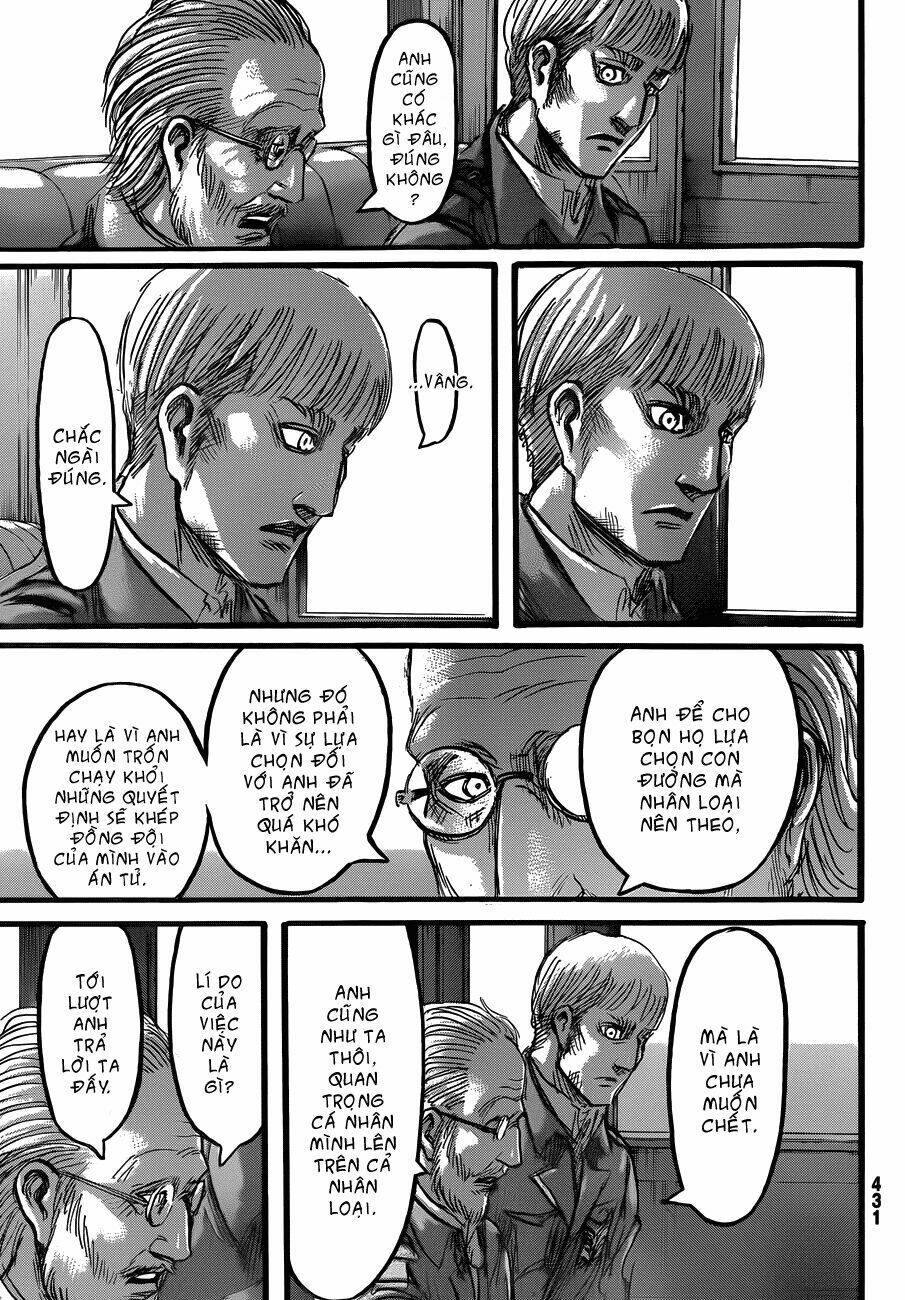 ANH
CŨNG
CÓ
KHÁC
GÌ ĐÂU,
ĐÚNG
KHÔNG
?
...VÂNG.
CHẮC
NGÀI
ĐÚNG.
ANH ĐỂ CHO
BỌN HỌ LỰA
CHỌN CON
ĐƯỜNG MÀ
NHÂN LOẠI
NÊN THEO,
NHƯNG ĐÓ
KHÔNG PHẢI
LÀ VÌ SỰ LỰA
CHỌN ĐỐI
VỚI ANH ĐÃ
TRỞ NÊN
QUÁ KHÓ
KHĂN...
HAY LÀ VÌ ANH
MUỐN TRỐN
CHẠY KHỎI
NHỮNG QUYẾT
ĐỊNH SẼ KHÉP
ĐỒNG ĐỘI
CỦA MÌNH VÀO
ÁN TỬ.
MÀ LÀ
VÌ ANH
CHƯA
MUỐN
CHẾT.
ANH
CŨNG
NHƯ TA
THÔI,
QUAN
TRỌNG
CÁ NHÂN
MÌNH LÊN
TRÊN CẢ
NHÂN
LOẠI.
LÍ DO
CỦA
VIỆC
NÀY
LÀ
GÌ?
TỚI
LƯỢT
ANH
TRẢ
LỜI TA
ĐẤY.
431